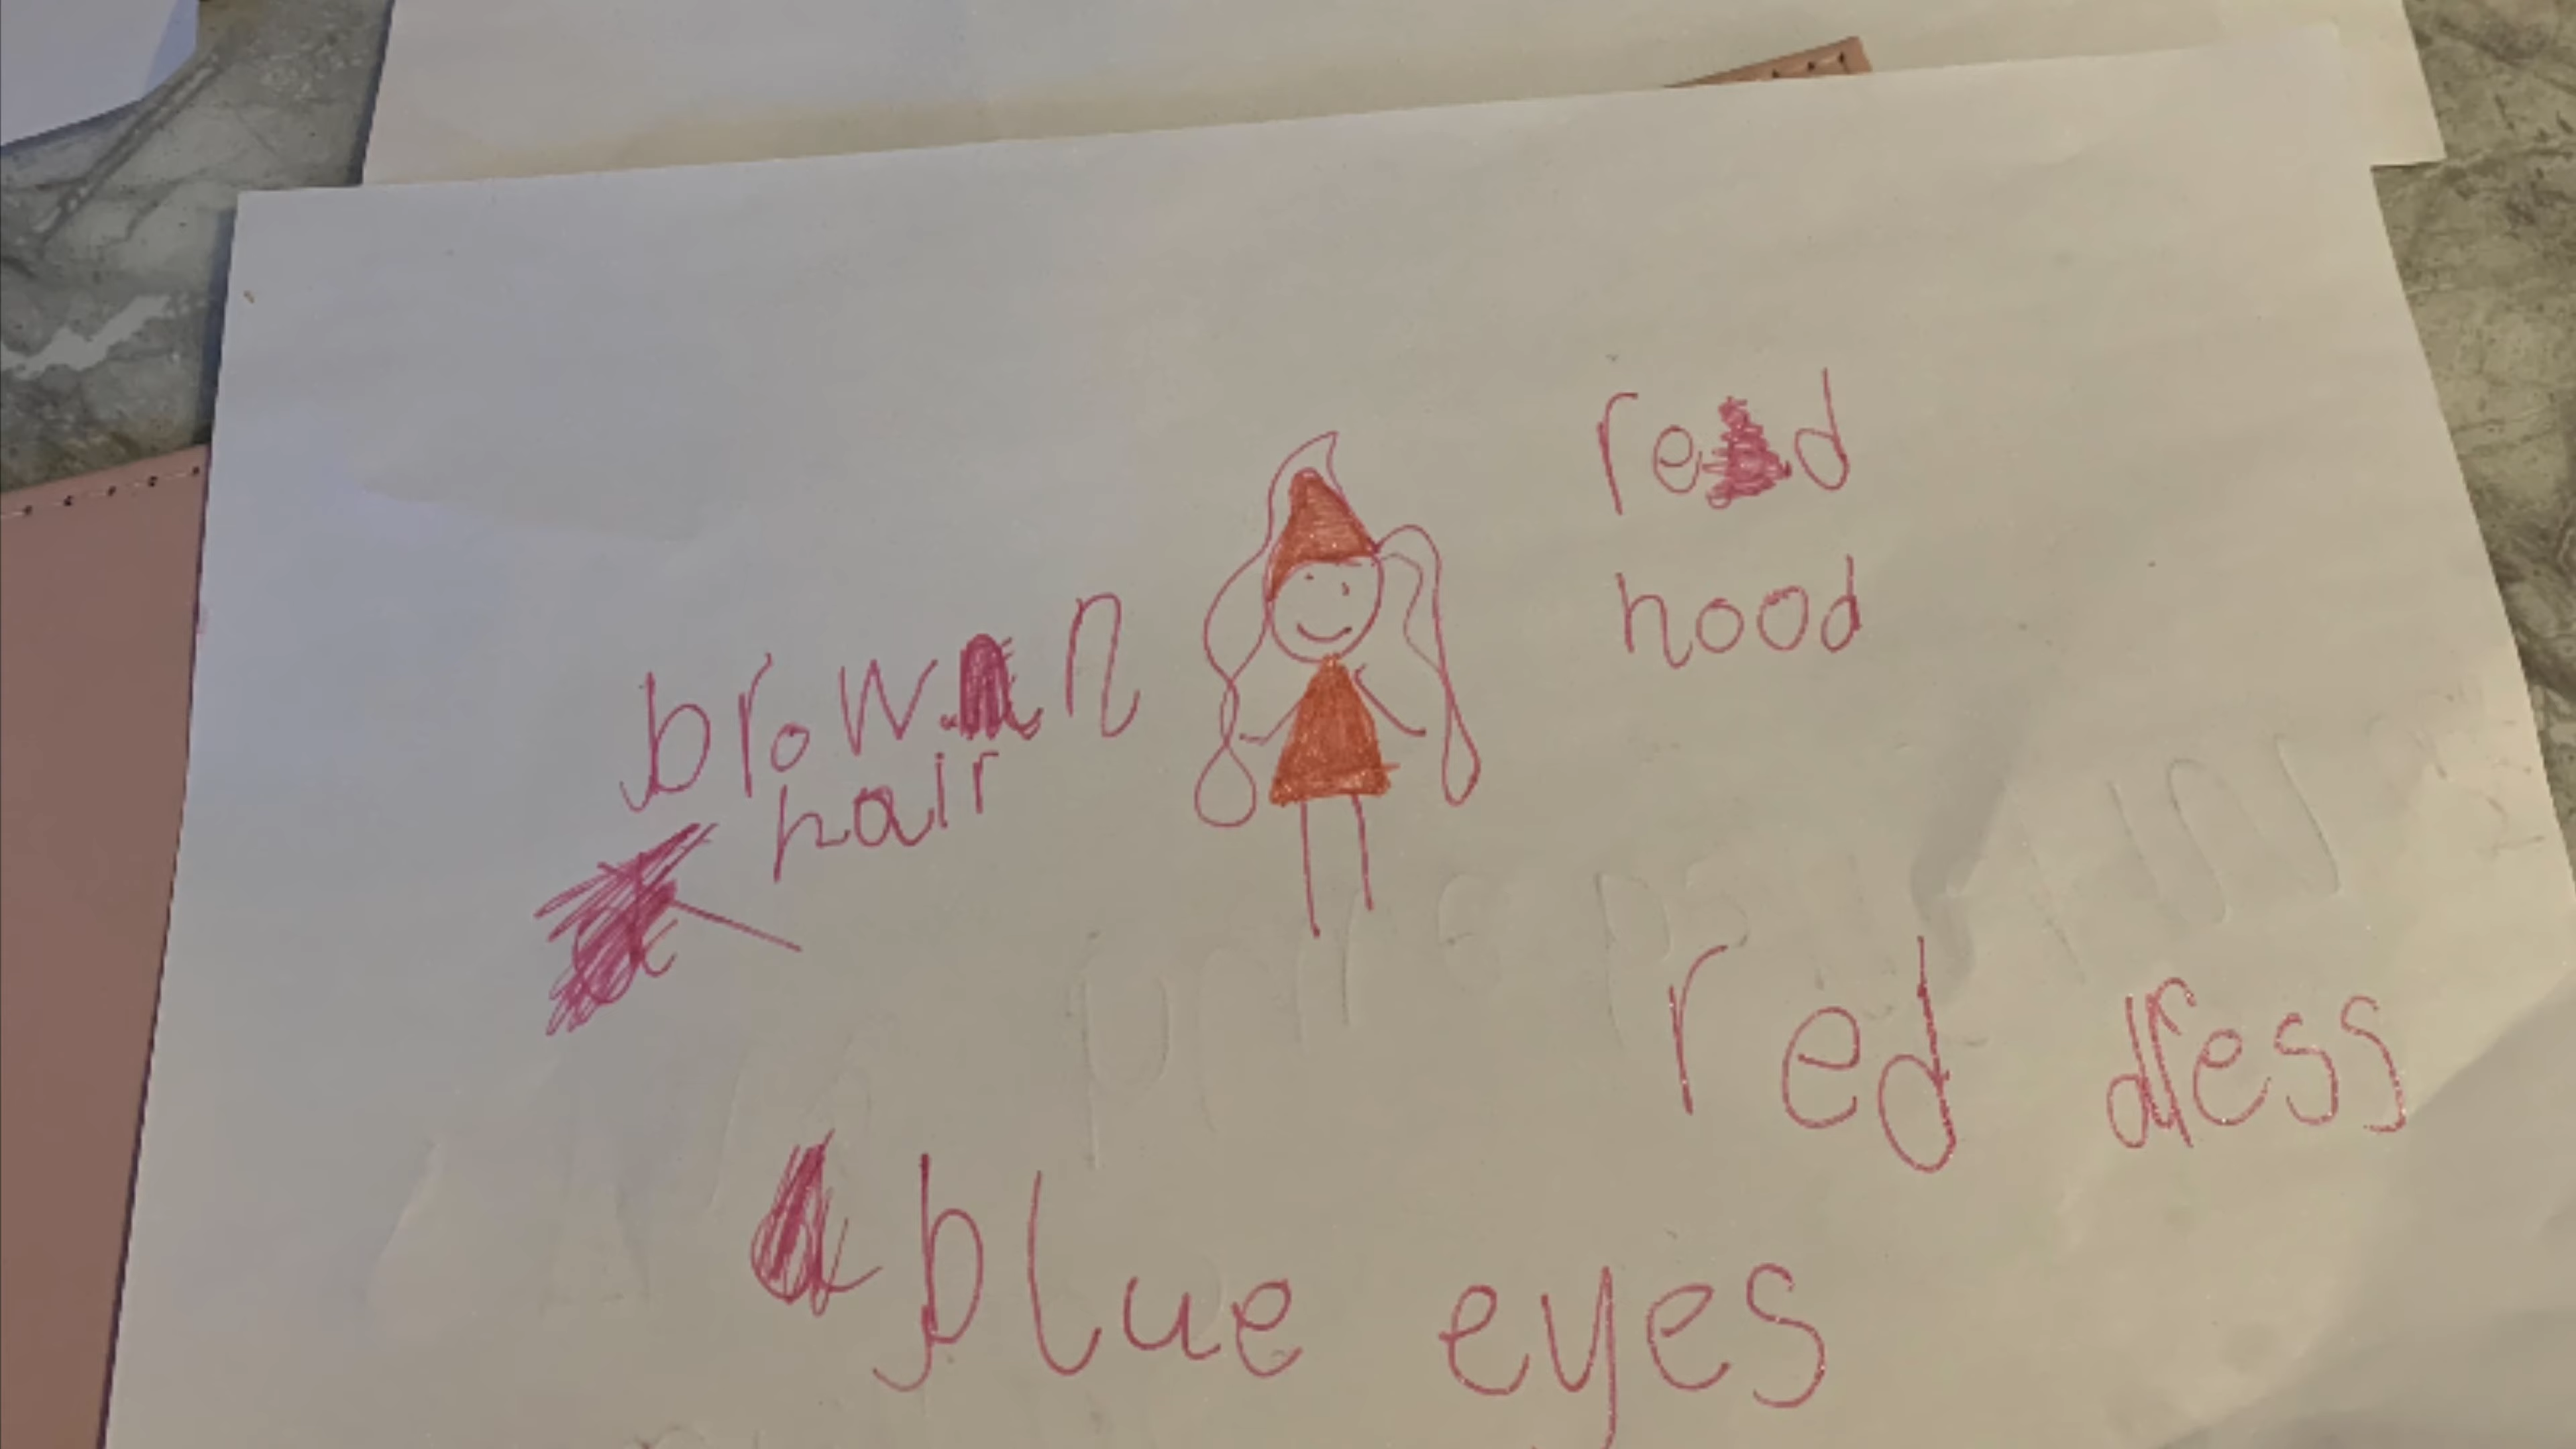 red
hood
brown
hair
red dress
blue eyes